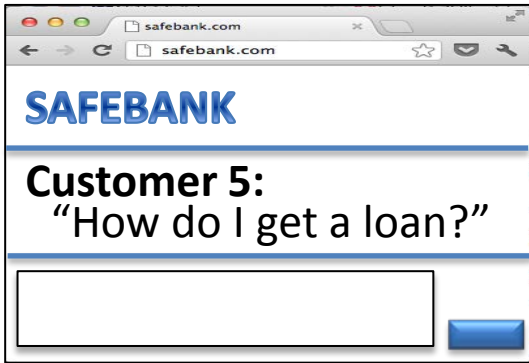 safebank.com
safebank.com
SAFEBANK
Customer 5:
“How do I get a loan?”